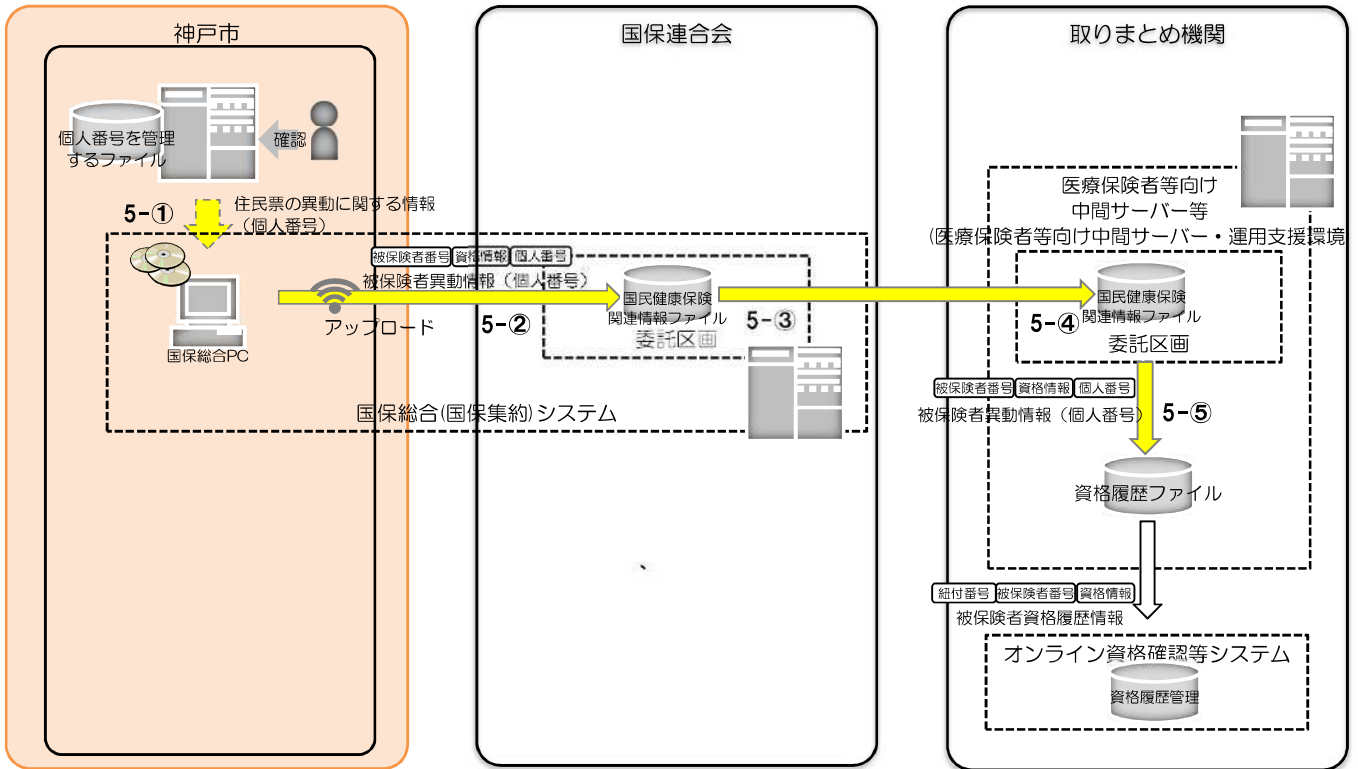 神戸市
国保連合会
取りまとめ機関
個人番号を管理
するファイル
確認
5-①
住民票の異動に関する情報
（個人番号）
国保総合PC
アップロード
被保険者番号 資格情報 個人番号
被保険者異動情報（個人番号）
5-②
国民健康保険
関連情報ファイル
委託区画
5-③
国保総合(国保集約)システム
医療保険者等向け
中間サーバー等
(医療保険者等向け中間サーバー・運用支援環境
国民健康保険
関連情報ファイル
5-④
委託区画
被保険者番号 資格情報 個人番号
被保険者異動情報（個人番号）
5-⑤
資格履歴ファイル
紐付番号 被保険者番号 資格情報
被保険者資格履歴情報
オンライン資格確認等システム
資格履歴管理
、